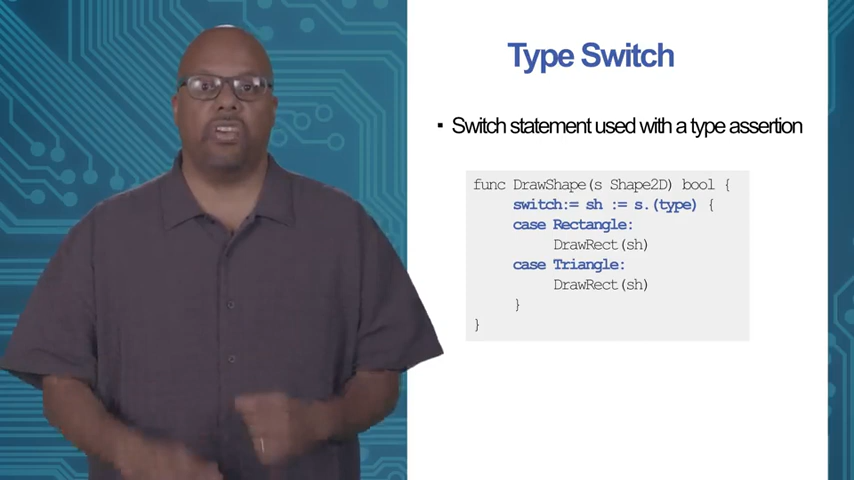 Type Switch
▪ Switch statement used with a type assertion
func DrawShape(s Shape2D) bool {
switch:= sh := s.(type) {
case Rectangle:
DrawRect(sh)
case Triangle:
DrawRect(sh)
}
}